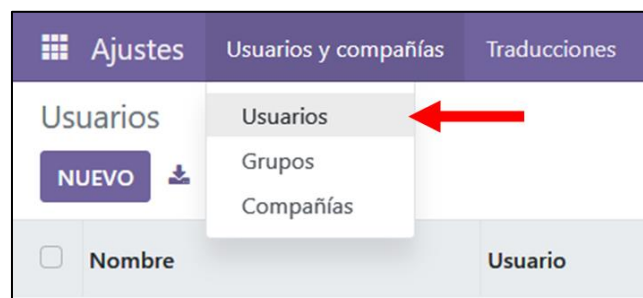 Ajustes Usuarios y compañías Traducciones
Usuarios
Usuarios
NUEVO
Grupos
Compañías
Nombre Usuario